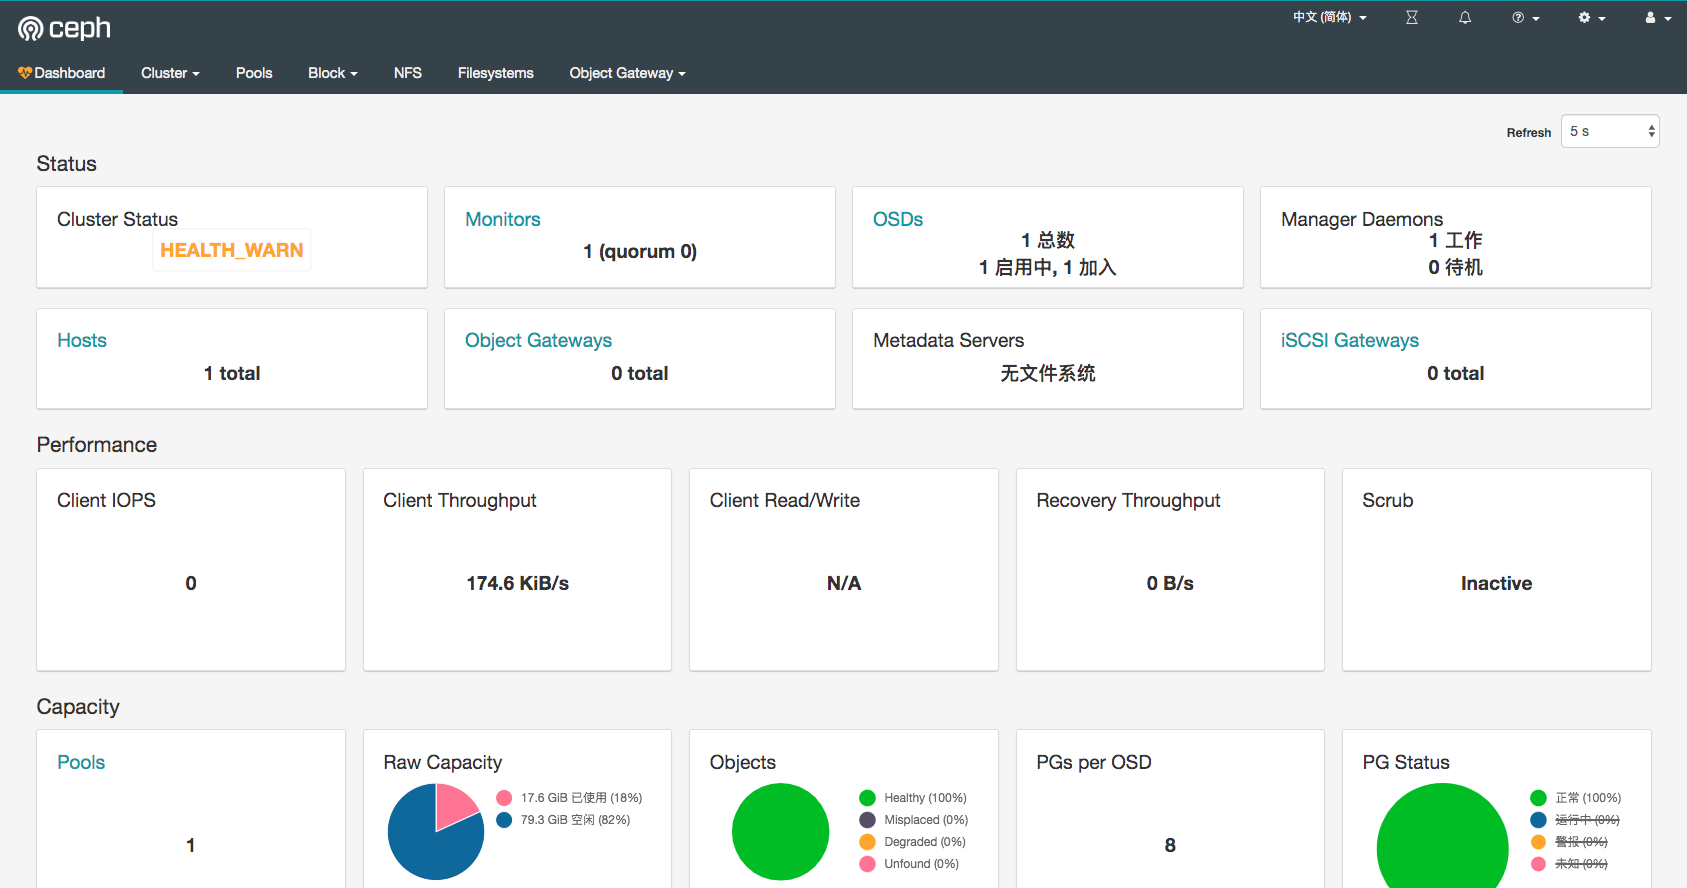 ceph
中文 (简体)
Dashboard Cluster Pools Block NFS Filesystems Object Gateway
Refresh 5 s
Status
Cluster Status
HEALTH_WARN
Monitors
1 (quorum 0)
OSDs
1 总数
1 启用中, 1 加入
Manager Daemons
1 工作
0 待机
Hosts
1 total
Object Gateways
0 total
Metadata Servers
无文件系统
iSCSI Gateways
0 total
Performance
Client IOPS
0
Client Throughput
174.6 KiB/s
Client Read/Write
N/A
Recovery Throughput
0 B/s
Scrub
Inactive
Capacity
Pools
1
Raw Capacity
17.6 GiB 已使用 (18%)
79.3 GiB 空闲 (82%)
Objects
Healthy (100%)
Misplaced (0%)
Degraded (0%)
Unfound (0%)
PGs per OSD
8
PG Status
正常 (100%)
运行中 (0%)
警报 (0%)
未知 (0%)